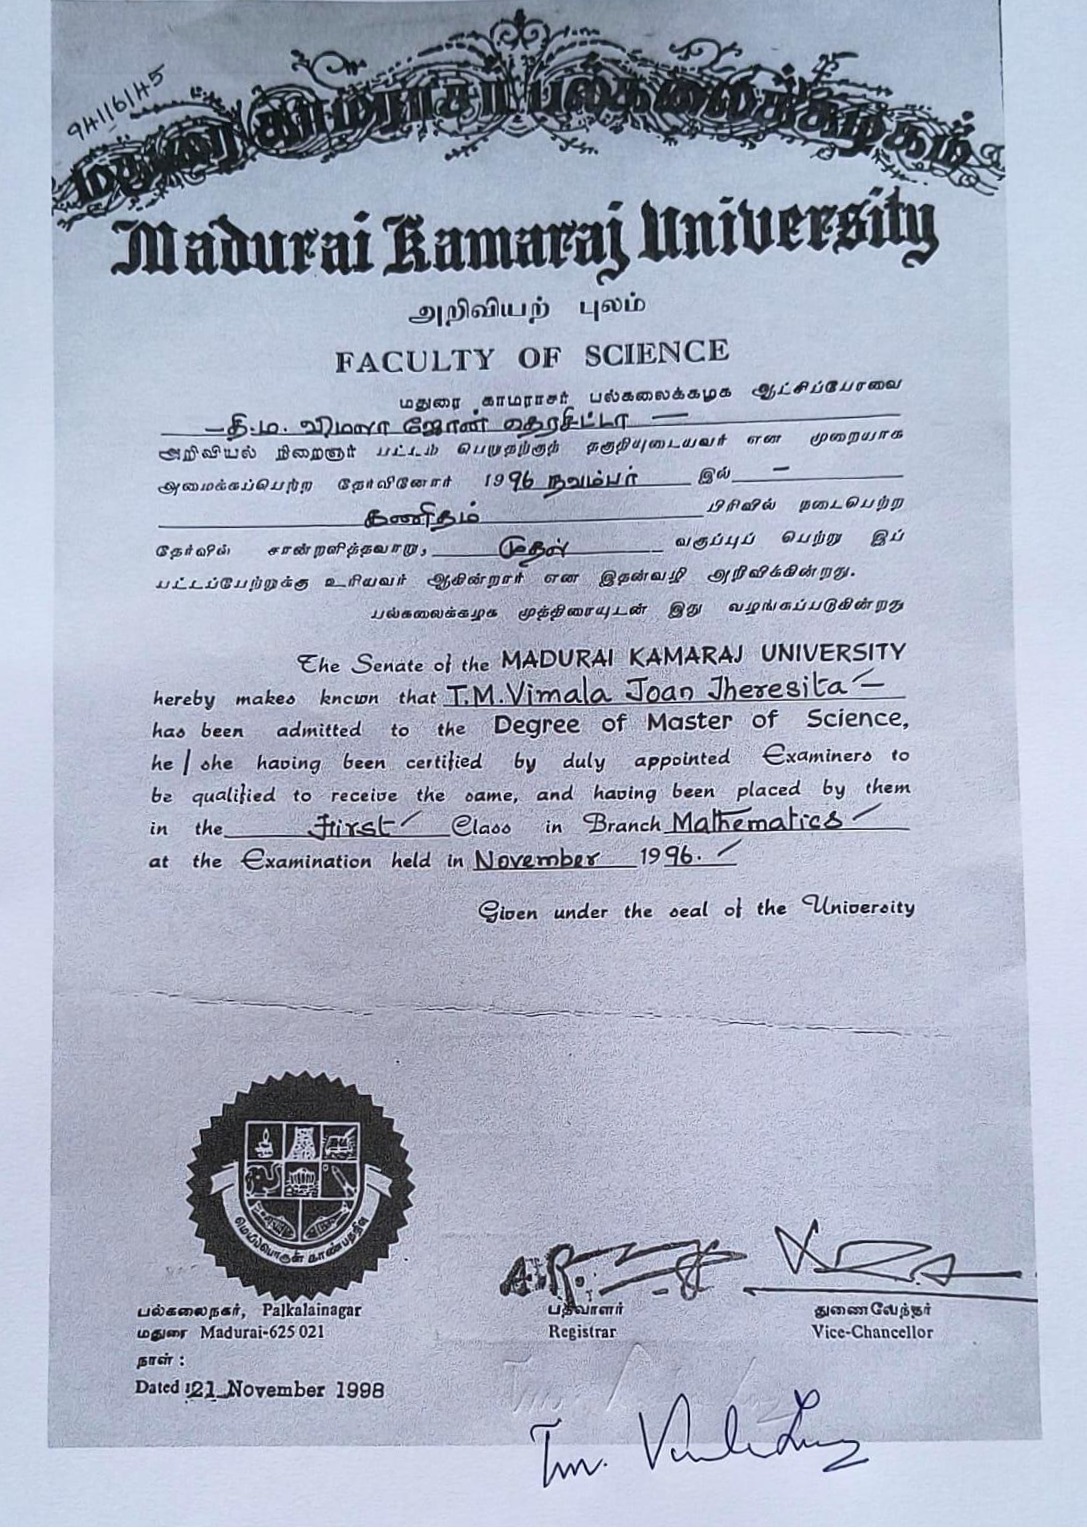 941/6/145
மதுரை காமராசர் பல்கலைக்கழகம்
Madurai Kamaraj University
அறிவியற் புலம்
FACULTY OF SCIENCE
மதுரை காமராசர் பல்கலைக்கழக ஆட்சிப்பேரவை
— தி.ம. விமலா ஜோன் தெரசிட்டா —
அறிவியல் நிறைஞர் பட்டம் பெறுதற்குத் தகுதியுடையவர் என முறையாக
அமைக்கப்பெற்ற தேர்வினோர் 1996 நவம்பர் இல் —
கணிதம் பிரிவில் நடைபெற்ற
தேர்வில் சான்றளித்தவாறு, முதல் வகுப்புப் பெற்று இப்
பட்டப்பேற்றுக்கு உரியவர் ஆகின்றார் என இதன்வழி அறிவிக்கின்றது.
பல்கலைக்கழக முத்திரையுடன் இது வழங்கப்படுகின்றது
The Senate of the MADURAI KAMARAJ UNIVERSITY
hereby makes known that T.M. Vimala Joan Theresita —
has been admitted to the Degree of Master of Science,
he / she having been certified by duly appointed Examiners to
be qualified to receive the same, and having been placed by them
in the First Class in Branch Mathematics
at the Examination held in November 1996.
Given under the seal of the University
மெய்ப்பொருள் காண்பதறிவு
A.R.
பல்கலைநகர், Palkalainagar
மதுரை Madurai-625 021
நாள் :
Dated : 21 November 1998
பதிவாளர்
Registrar
துணைவேந்தர்
Vice-Chancellor